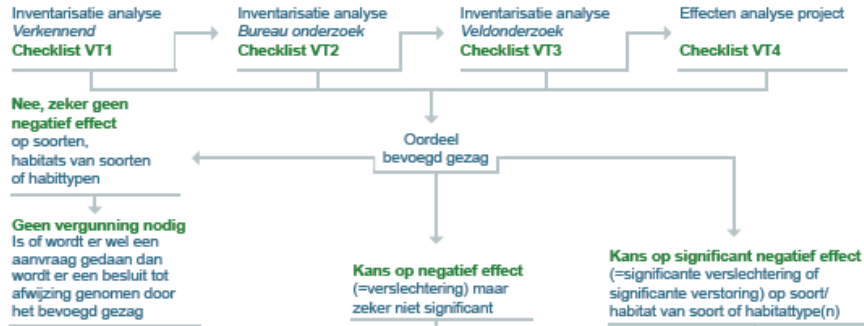 Inventarisatie analyse
Verkennend
Checklist VT1
Inventarisatie analyse
Bureau onderzoek
Checklist VT2
Inventarisatie analyse
Veldonderzoek
Checklist VT3
Effecten analyse project
Checklist VT4
Nee, zeker geen
negatief effect
op soorten,
habitats van soorten
of habittypen
Oordeel
bevoegd gezag
Geen vergunning nodig
Is of wordt er wel een
aanvraag gedaan dan
wordt er een besluit tot
afwijzing genomen door
het bevoegd gezag
Kans op negatief effect
(=verslechtering) maar
zeker niet significant
Kans op significant negatief effect
(=significante verslechtering of
significante verstoring) op soort/
habitat van soort of habitattype(n)